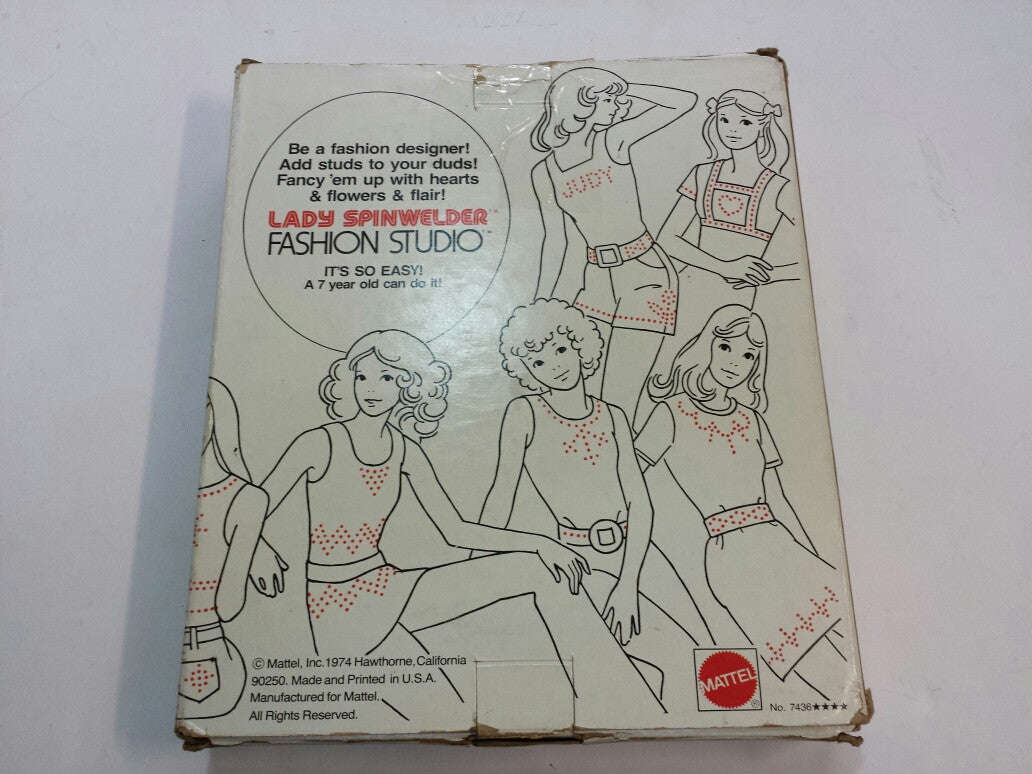 Be a fashion designer!
Add studs to your duds!
Fancy 'em up with hearts
& flowers & flair!
LADY SPINWELDER™
FASHION STUDIO™
IT'S SO EASY!
A 7 year old can do it!
JUDY
© Mattel, Inc. 1974 Hawthorne, California
90250. Made and Printed in U.S.A.
Manufactured for Mattel.
All Rights Reserved.
MATTEL®
No. 7436★★★★